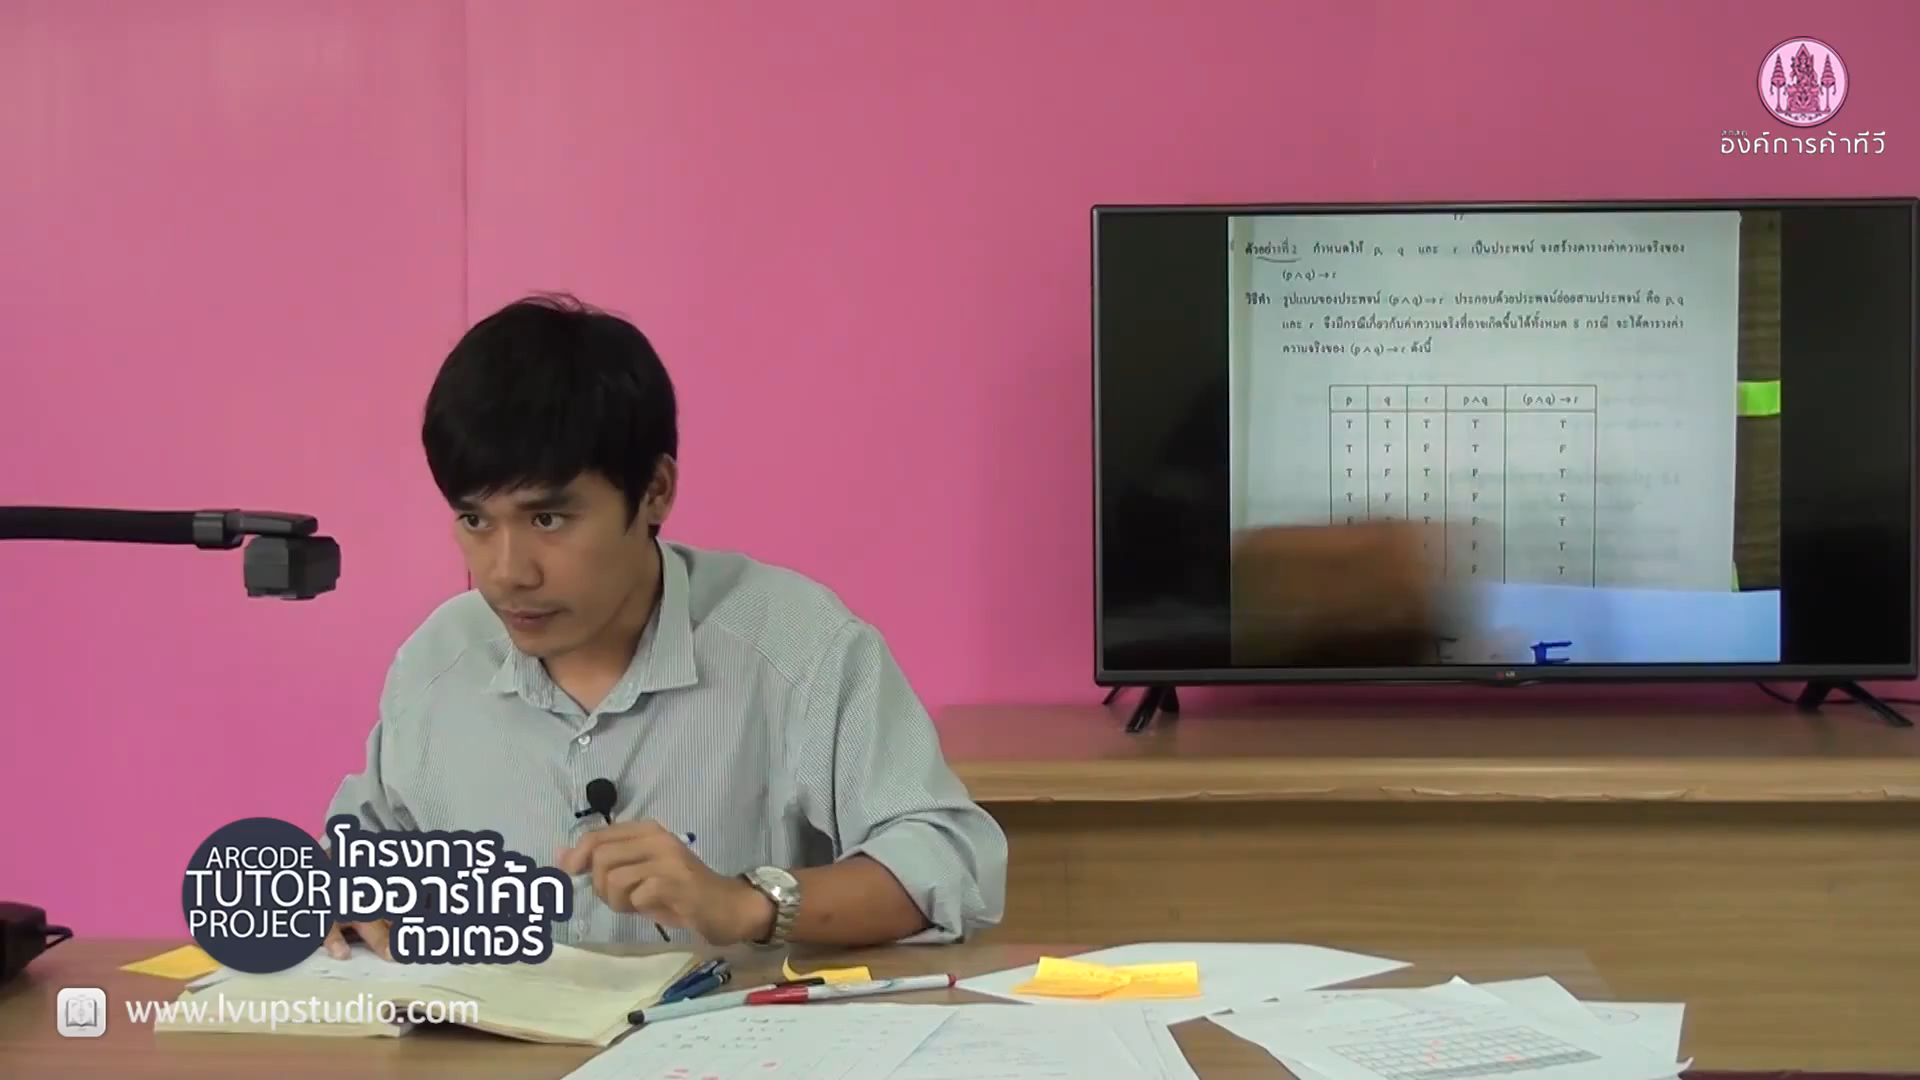 สกสค.
องค์การค้าทีวี
17
ตัวอย่างที่ 2 กำหนดให้ p, q และ r เป็นประพจน์ จงสร้างตารางค่าความจริงของ
(p ∧ q) → r
วิธีทำ รูปแบบของประพจน์ (p ∧ q) → r ประกอบด้วยประพจน์ย่อยสามประพจน์ คือ p, q
และ r จึงมีกรณีเกี่ยวกับค่าความจริงที่อาจเกิดขึ้นได้ทั้งหมด 8 กรณี จะได้ตารางค่า
ความจริงของ (p ∧ q) → r ดังนี้
p q r p ∧ q (p ∧ q) → r
T T T T T
T T F T F
T F T F T
T F F F T
F T T F T
F T
F T
E
LG
ARCODE
TUTOR
PROJECT
โครงการ
เออาร์โค้ด
ติวเตอร์
www.lvupstudio.com